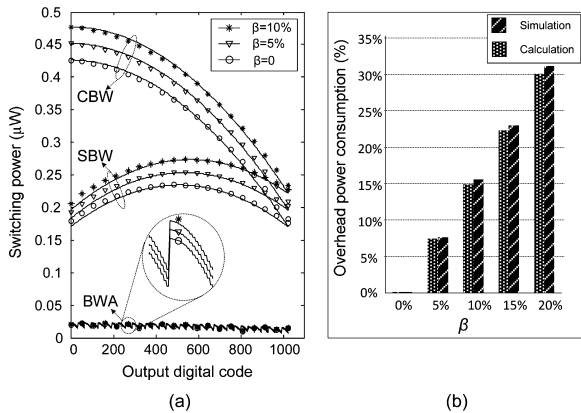 0.5
0.45
0.4
0.35
0.3
0.25
0.2
0.15
0.1
0.05
0
Switching power (µW)
β=10%
β=5%
β=0
CBW
SBW
BWA
0 200 400 600 800 1000
Output digital code
(a)
Simulation
Calculation
35%
30%
25%
20%
15%
10%
5%
0%
Overhead power consumption (%)
0% 5% 10% 15% 20%
β
(b)